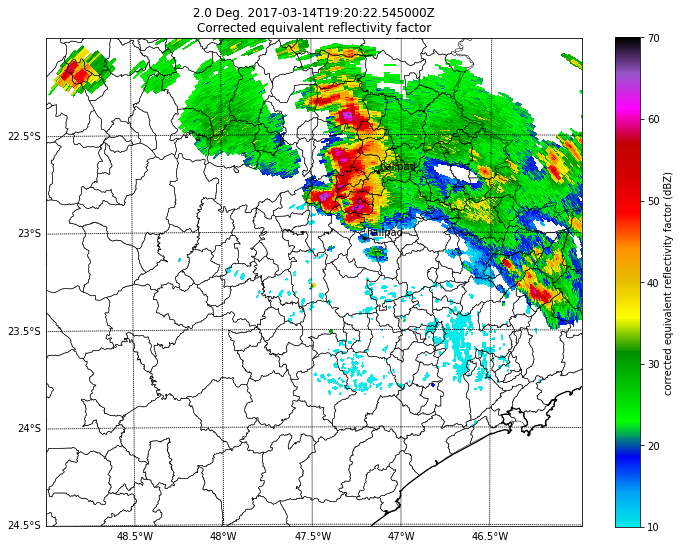 2.0 Deg. 2017-03-14T19:20:22.545000Z
Corrected equivalent reflectivity factor
70
60
50
40
30
20
10
corrected equivalent reflectivity factor (dBZ)
22.5°S
23°S
23.5°S
24°S
24.5°S
Hailpad
Hailpad
48.5°W
48°W
47.5°W
47°W
46.5°W